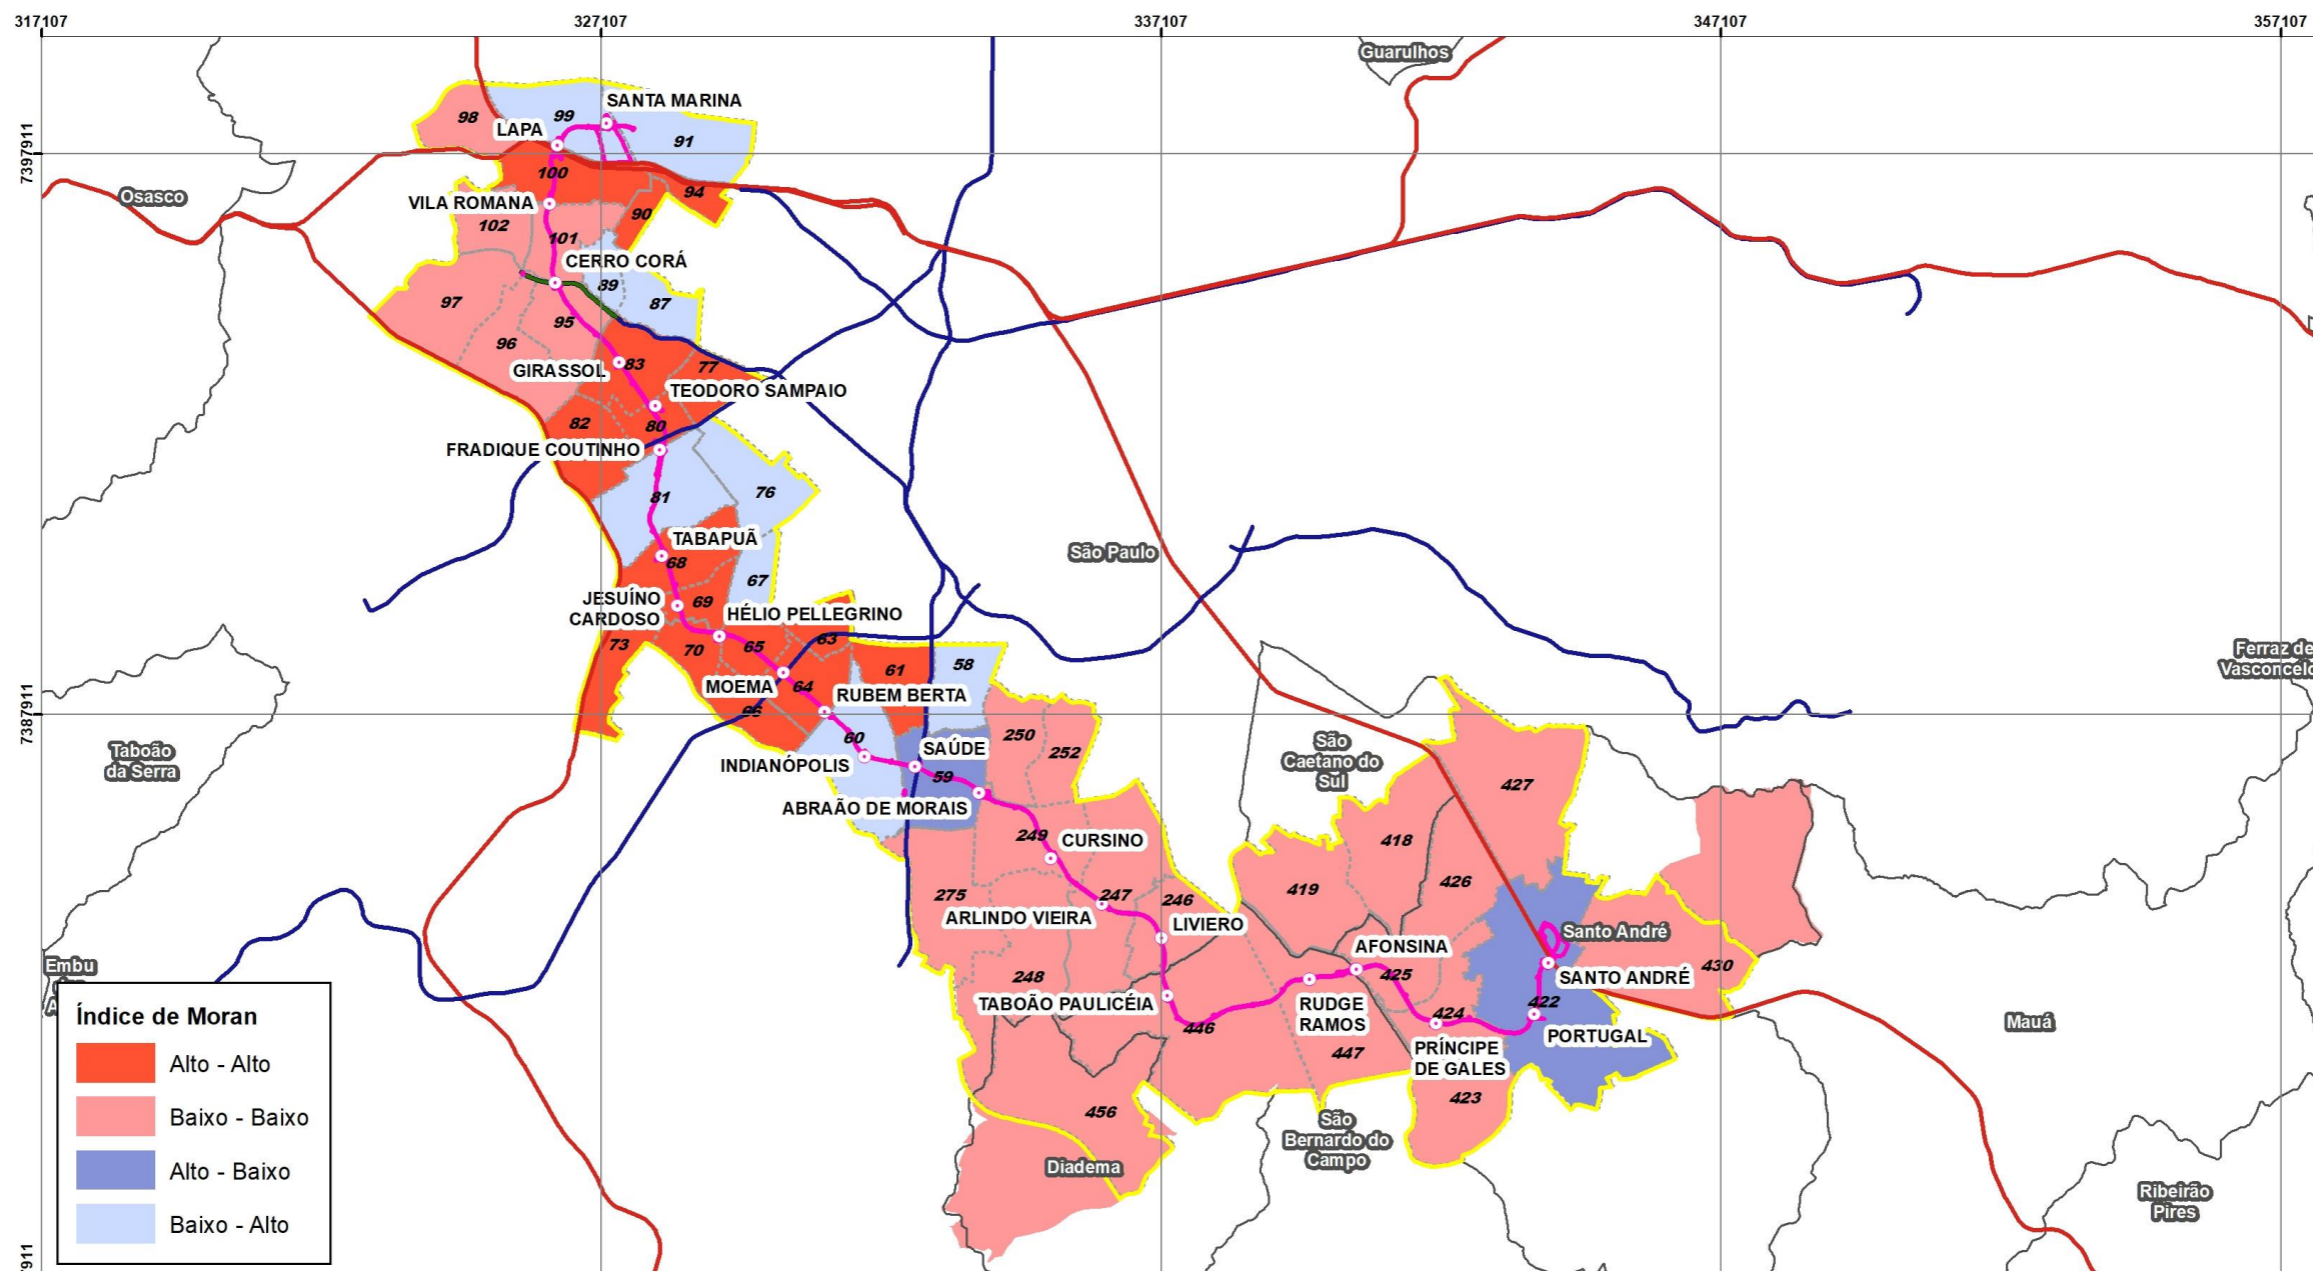 317107
327107
337107
347107
357107
7397911
7387911
Guarulhos
SANTA MARINA
98
99
LAPA
91
100
94
Osasco
VILA ROMANA
90
102
101
CERRO CORÁ
89
97
87
95
96
GIRASSOL
83
77
TEODORO SAMPAIO
82
80
FRADIQUE COUTINHO
81
76
TABAPUÃ
São Paulo
68
67
JESUÍNO
CARDOSO
69
HÉLIO PELLEGRINO
73
70
65
63
61
58
MOEMA
64
RUBEM BERTA
Ferraz de
Vasconcelo
60
SAÚDE
250
252
INDIANÓPOLIS
59
Taboão
da Serra
São
Caetano do
Sul
427
ABRAÃO DE MORAIS
249
CURSINO
418
275
247
246
419
426
ARLINDO VIEIRA
LIVIERO
AFONSINA
Santo André
Embu
248
425
SANTO ANDRÉ
430
TABOÃO PAULICÉIA
RUDGE
RAMOS
446
424
422
Mauá
447
PRÍNCIPE
DE GALES
PORTUGAL
456
423
São
Bernardo do
Campo
Diadema
Ribeirão
Pires
Índice de Moran
Alto - Alto
Baixo - Baixo
Alto - Baixo
Baixo - Alto